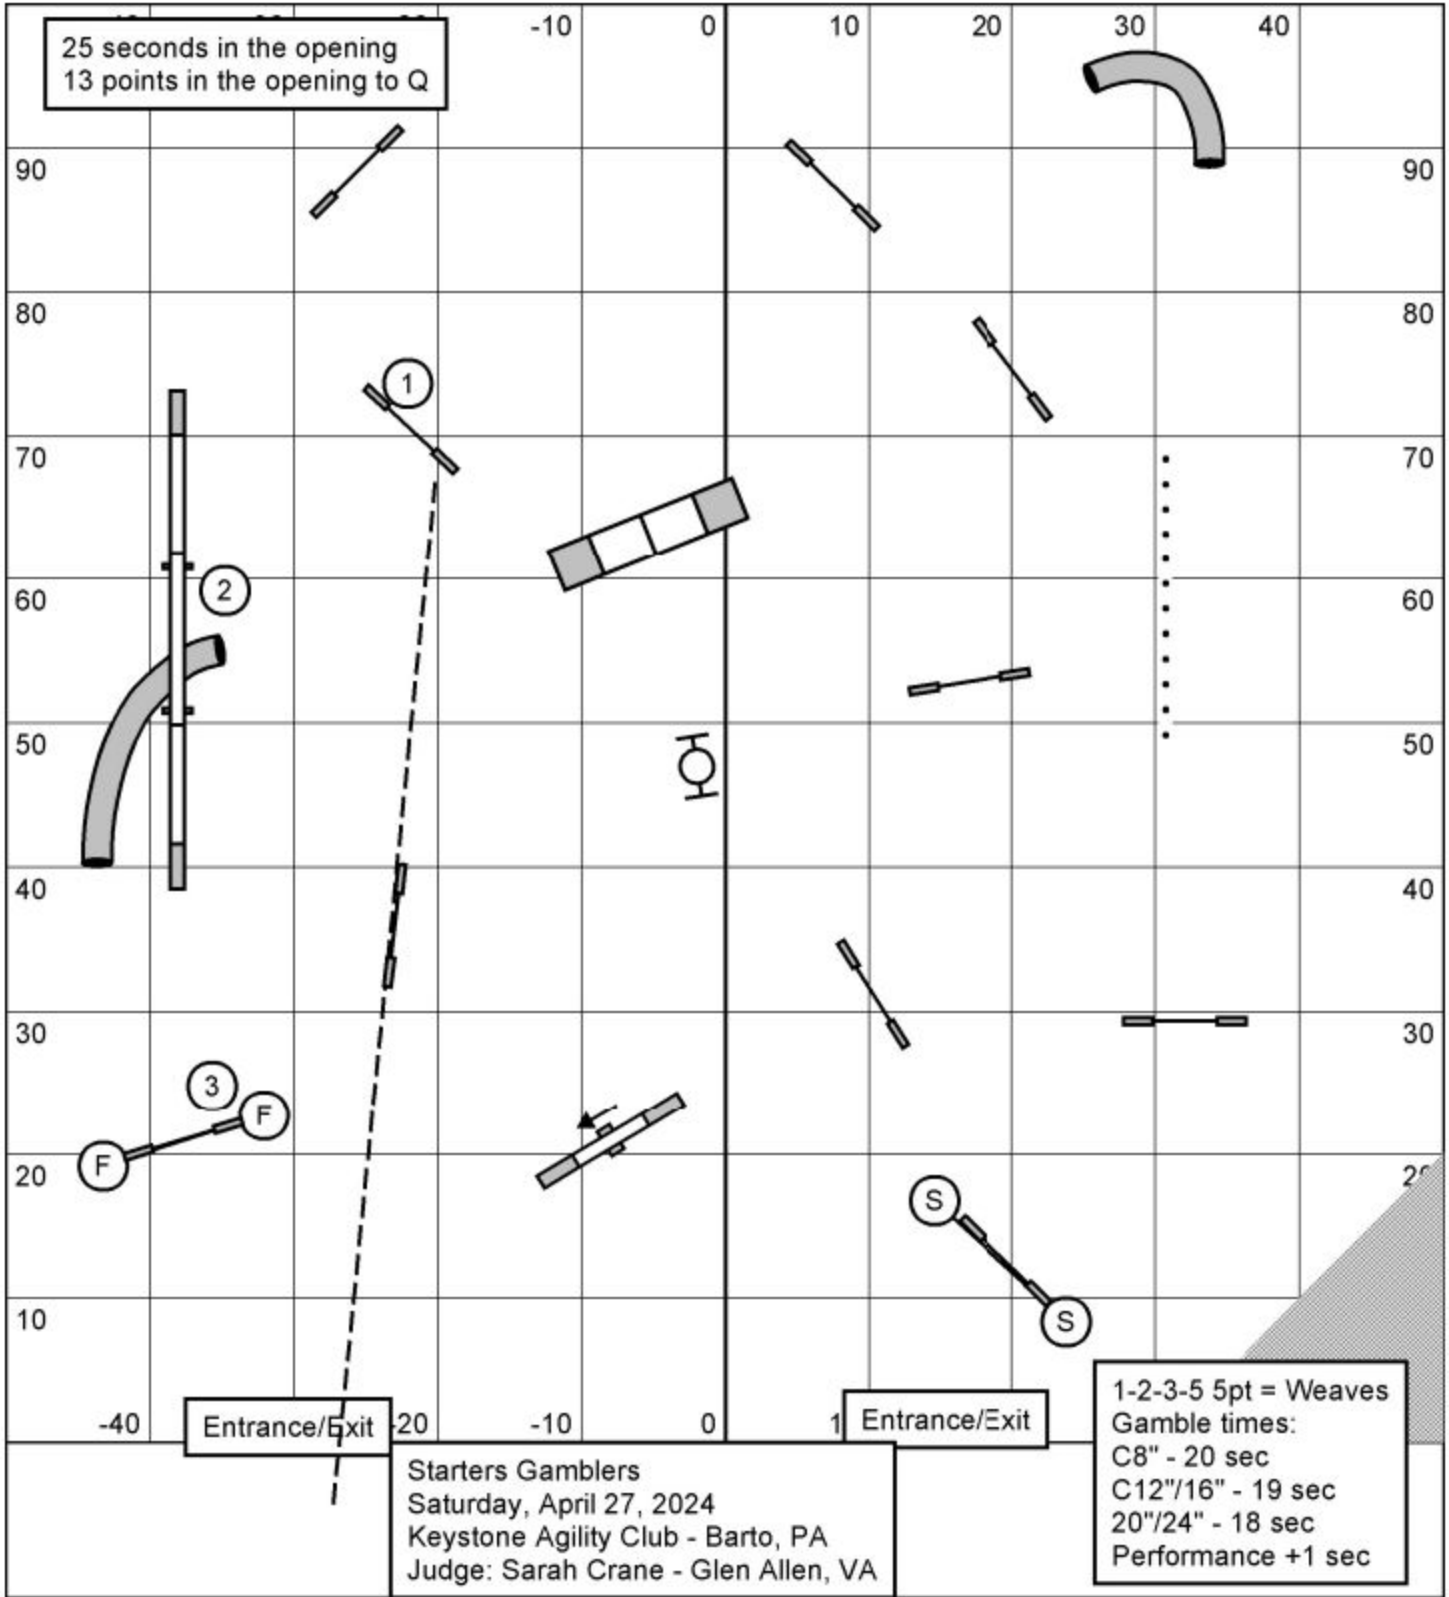 25 seconds in the opening
13 points in the opening to Q
-10 0 10 20 30 40
90 90
80 80
1
70 70
2
60 60
50 50
40 40
30 30
3
F
F
20
S
10
S
-40 -20 -10 0
Entrance/Exit
Entrance/Exit
Starters Gamblers
Saturday, April 27, 2024
Keystone Agility Club - Barto, PA
Judge: Sarah Crane - Glen Allen, VA
1-2-3-5 5pt = Weaves
Gamble times:
C8" - 20 sec
C12"/16" - 19 sec
20"/24" - 18 sec
Performance +1 sec